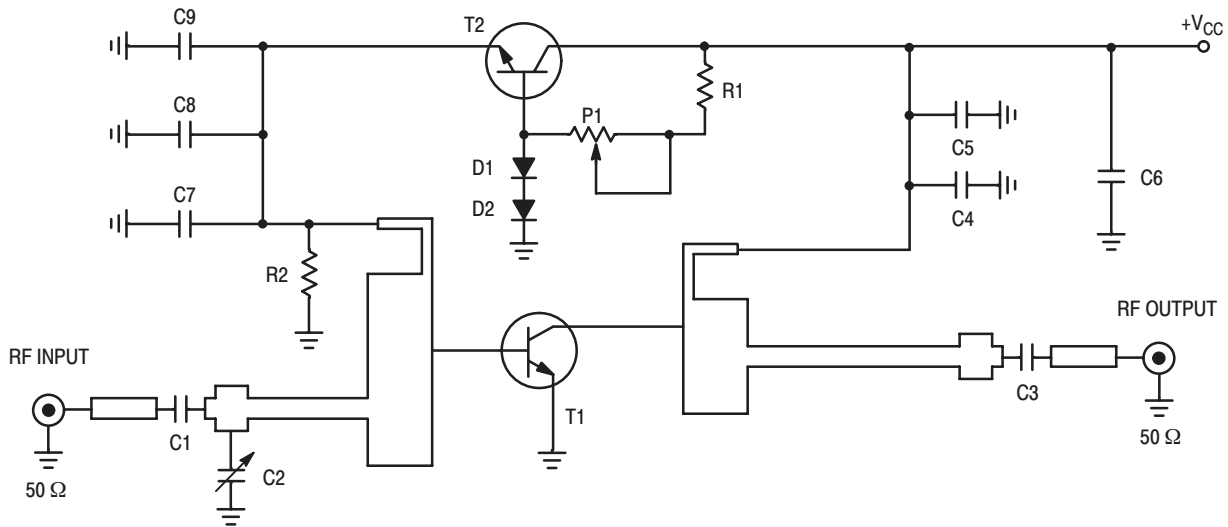 C9
T2
+VCC
R1
C8
P1
C5
D1
C6
C7
C4
D2
R2
RF OUTPUT
RF INPUT
C3
T1
C1
50 Ω
C2
50 Ω